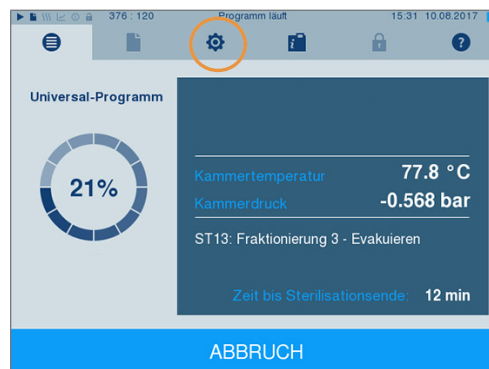 376 : 120 Programm läuft 15:31 10.08.2017
i ?
Universal-Programm
21%
Kammertemperatur 77.8 °C
Kammerdruck -0.568 bar
ST13: Fraktionierung 3 - Evakuieren
Zeit bis Sterilisationsende: 12 min
ABBRUCH